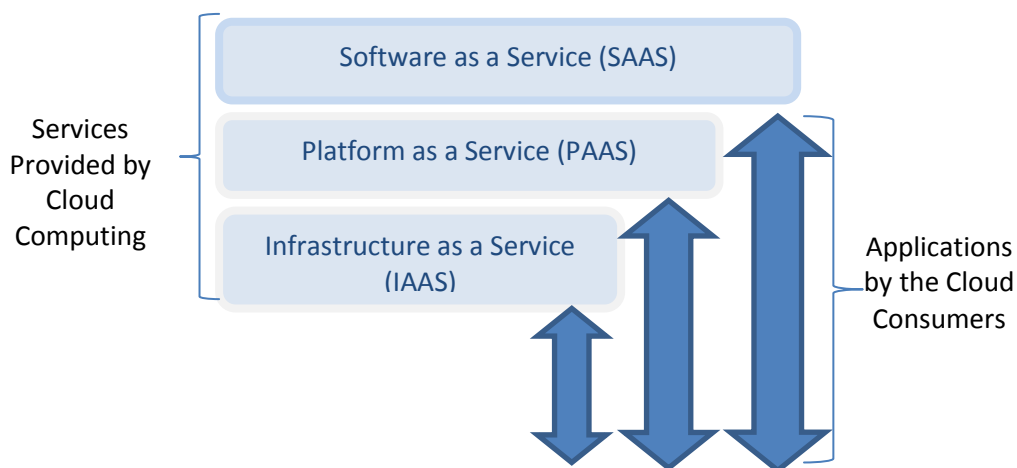 Software as a Service (SAAS)
Services
Provided by
Cloud
Computing
Platform as a Service (PAAS)
Infrastructure as a Service
(IAAS)
Applications
by the Cloud
Consumers